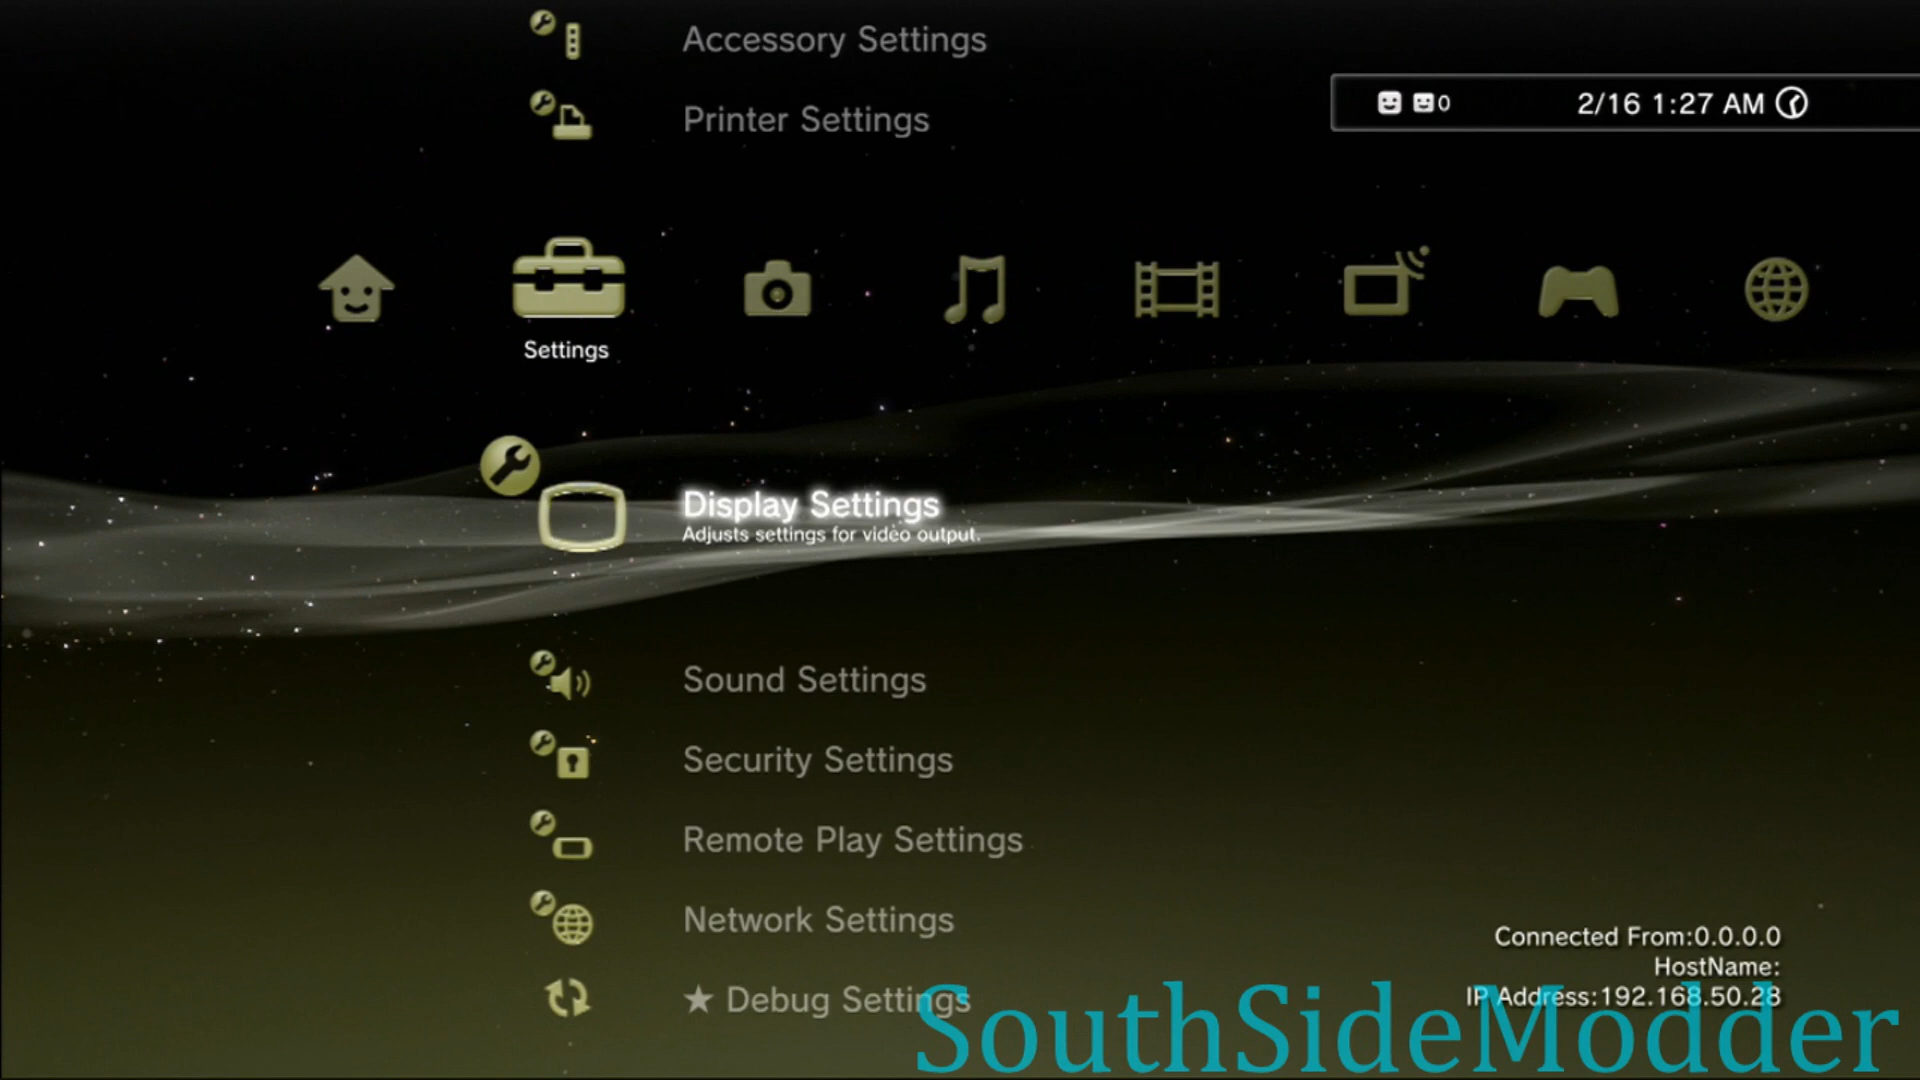 Accessory Settings
Printer Settings
0
2/16 1:27 AM
Settings
Display Settings
Adjusts settings for video output.
Sound Settings
Security Settings
Remote Play Settings
Network Settings
★ Debug Settings
Connected From:0.0.0.0
HostName:
IP Address:192.168.50.28
SouthSideModder